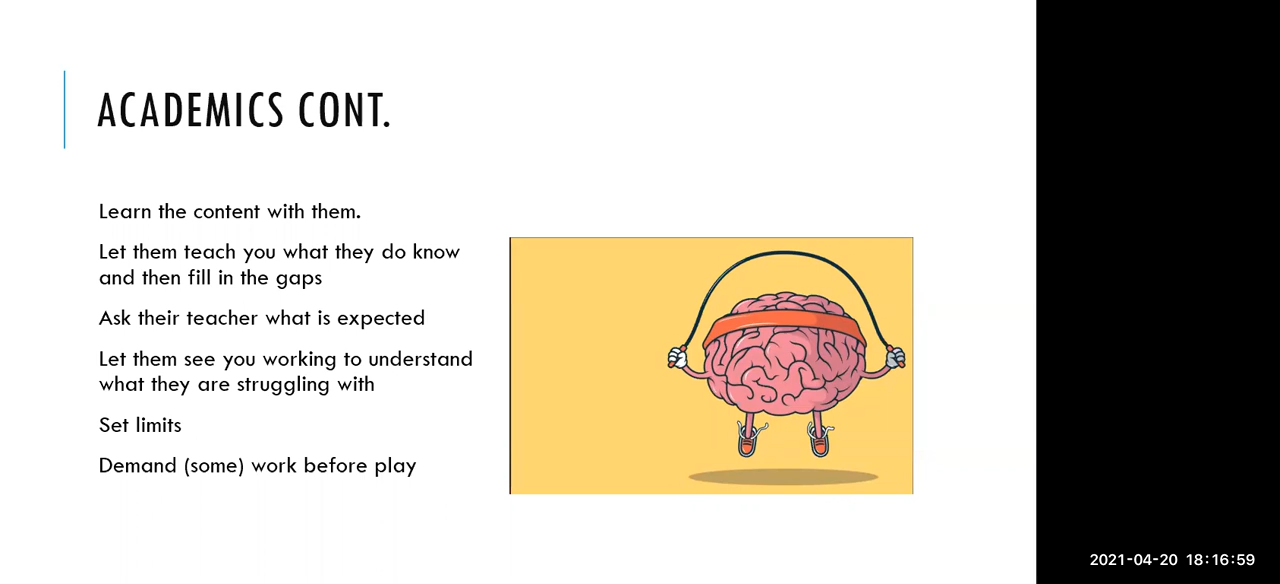 ACADEMICS CONT.
Learn the content with them.
Let them teach you what they do know
and then fill in the gaps
Ask their teacher what is expected
Let them see you working to understand
what they are struggling with
Set limits
Demand (some) work before play
2021-04-20 18:16:59